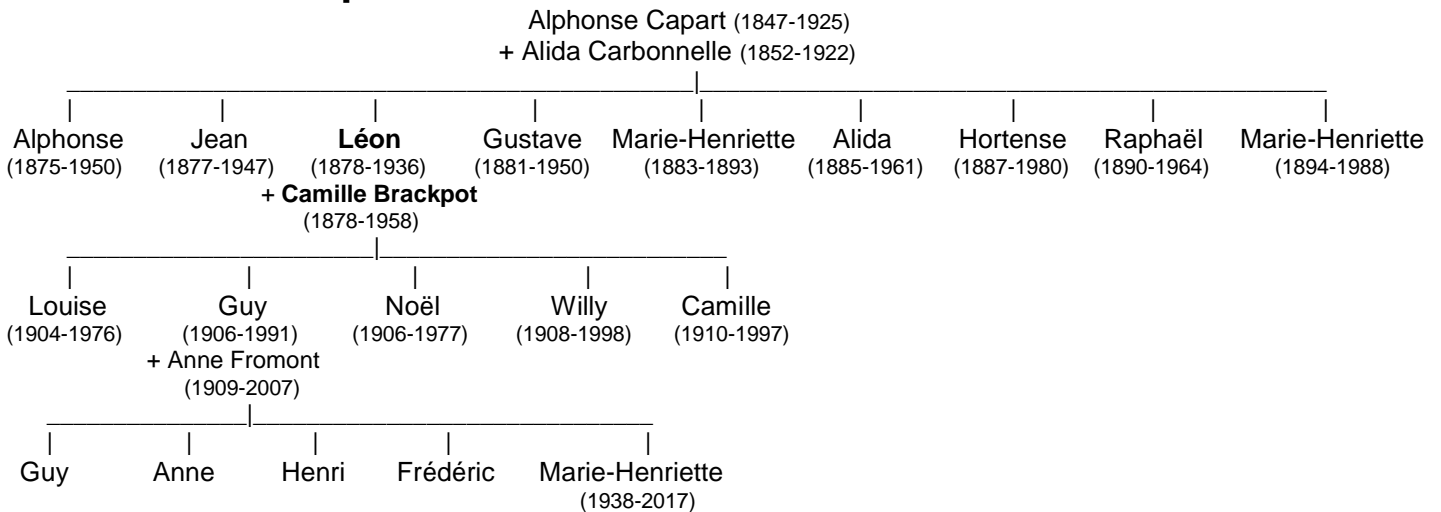 Alphonse Capart (1847-1925)
+ Alida Carbonnelle (1852-1922)
Alphonse Jean Léon Gustave Marie-Henriette Alida Hortense Raphaël Marie-Henriette
(1875-1950) (1877-1947) (1878-1936) (1881-1950) (1883-1893) (1885-1961) (1887-1980) (1890-1964) (1894-1988)
+ Camille Brackpot
(1878-1958)
Louise Guy Noël Willy Camille
(1904-1976) (1906-1991) (1906-1977) (1908-1998) (1910-1997)
+ Anne Fromont
(1909-2007)
Guy Anne Henri Frédéric Marie-Henriette
(1938-2017)